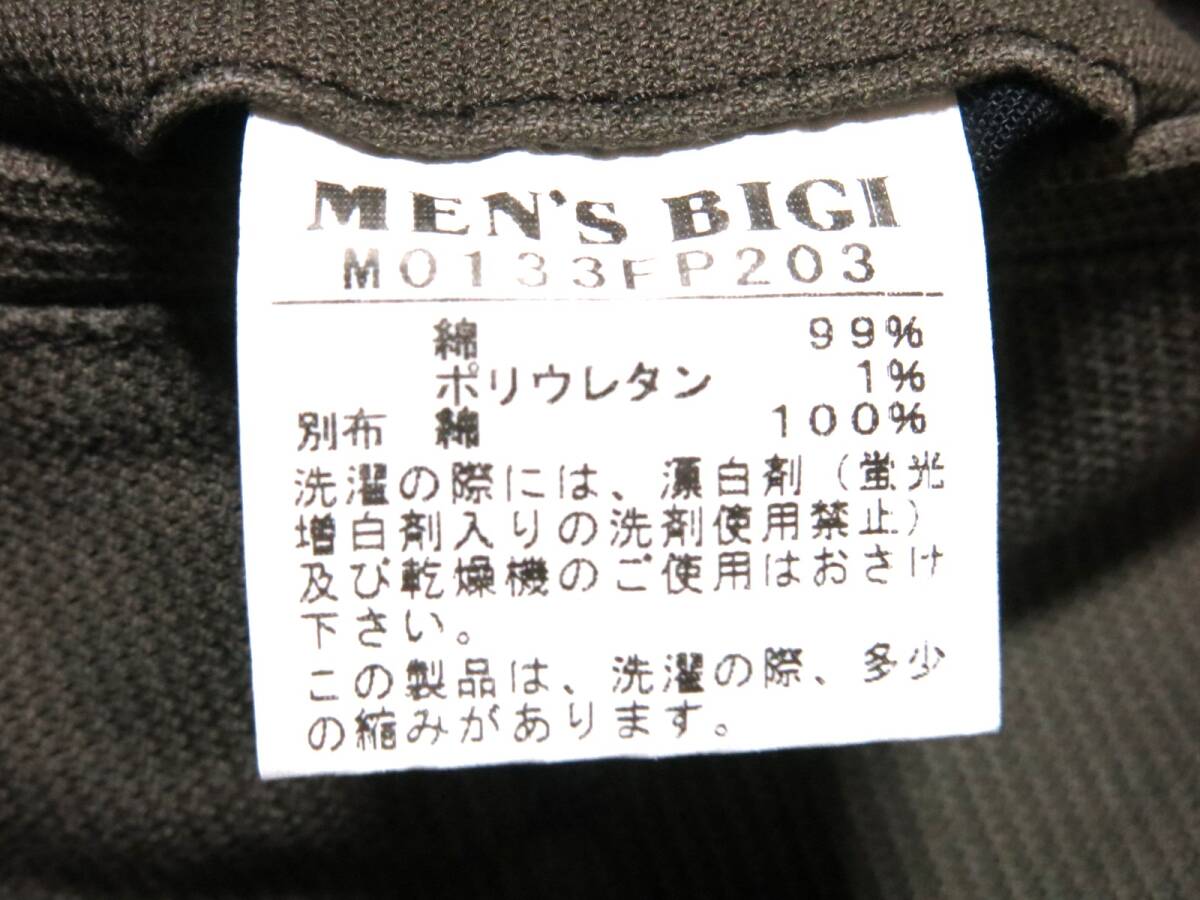 MEN'S BIGI
M0133FP203
綿 99%
ポリウレタン 1%
別布 綿 100%
洗濯の際には、漂白剤(蛍光
増白剤入りの洗剤使用禁止)
及び乾燥機のご使用はおさけ
下さい。
この製品は、洗濯の際、多少
の縮みがあります。